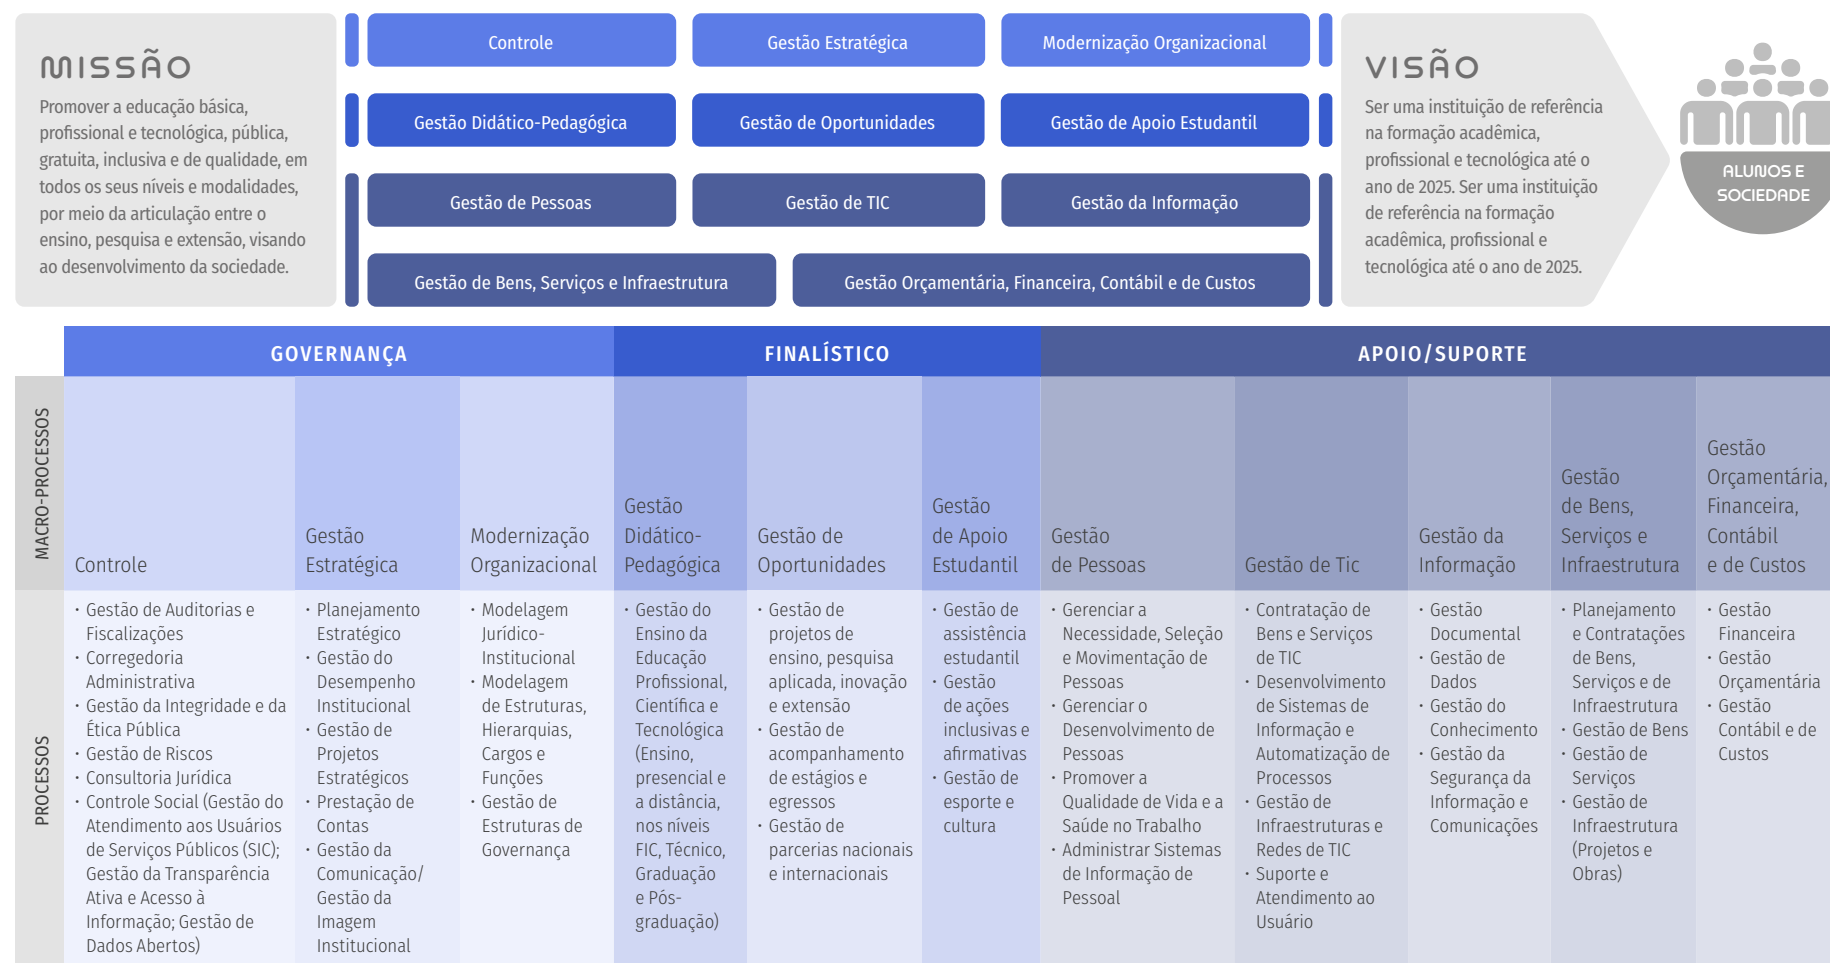 MISSÃO
Promover a educação básica,
profissional e tecnológica, pública,
gratuita, inclusiva e de qualidade, em
todos os seus níveis e modalidades,
por meio da articulação entre o
ensino, pesquisa e extensão, visando
ao desenvolvimento da sociedade.
Controle
Gestão Estratégica
Modernização Organizacional
Gestão Didático-Pedagógica
Gestão de Oportunidades
Gestão de Apoio Estudantil
Gestão de Pessoas
Gestão de TIC
Gestão da Informação
Gestão de Bens, Serviços e Infraestrutura
Gestão Orçamentária, Financeira, Contábil e de Custos
VISÃO
Ser uma instituição de referência
na formação acadêmica,
profissional e tecnológica até o
ano de 2025. Ser uma instituição
de referência na formação
acadêmica, profissional e
tecnológica até o ano de 2025.
ALUNOS E
SOCIEDADE
GOVERNANÇA
FINALÍSTICO
APOIO/SUPORTE
MACRO-PROCESSOS
Controle
Gestão
Estratégica
Modernização
Organizacional
Gestão
Didático-
Pedagógica
Gestão de
Oportunidades
Gestão
de Apoio
Estudantil
Gestão
de Pessoas
Gestão de Tic
Gestão da
Informação
Gestão
de Bens,
Serviços e
Infraestrutura
Gestão
Orçamentária,
Financeira,
Contábil
e de Custos
PROCESSOS
· Gestão de Auditorias e
Fiscalizações
· Corregedoria
Administrativa
· Gestão da Integridade e da
Ética Pública
· Gestão de Riscos
· Consultoria Jurídica
· Controle Social (Gestão do
Atendimento aos Usuários
de Serviços Públicos (SIC);
Gestão da Transparência
Ativa e Acesso à
Informação; Gestão de
Dados Abertos)
· Planejamento
Estratégico
· Gestão do
Desempenho
Institucional
· Gestão de
Projetos
Estratégicos
· Prestação de
Contas
· Gestão da
Comunicação/
Gestão da
Imagem
Institucional
· Modelagem
Jurídico-
Institucional
· Modelagem
de Estruturas,
Hierarquias,
Cargos e
Funções
· Gestão de
Estruturas de
Governança
· Gestão do
Ensino da
Educação
Profissional,
Científica e
Tecnológica
(Ensino,
presencial e
a distância,
nos níveis
FIC, Técnico,
Graduação
e Pós-
graduação)
· Gestão de
projetos de
ensino, pesquisa
aplicada, inovação
e extensão
· Gestão de
acompanhamento
de estágios e
egressos
· Gestão de
parcerias nacionais
e internacionais
· Gestão de
assistência
estudantil
· Gestão
de ações
inclusivas e
afirmativas
· Gestão de
esporte e
cultura
· Gerenciar a
Necessidade, Seleção
e Movimentação de
Pessoas
· Gerenciar o
Desenvolvimento de
Pessoas
· Promover a
Qualidade de Vida e a
Saúde no Trabalho
· Administrar Sistemas
de Informação de
Pessoal
· Contratação de
Bens e Serviços
de TIC
· Desenvolvimento
de Sistemas de
Informação e
Automatização de
Processos
· Gestão de
Infraestruturas e
Redes de TIC
· Suporte e
Atendimento ao
Usuário
· Gestão
Documental
· Gestão de
Dados
· Gestão do
Conhecimento
· Gestão da
Segurança da
Informação e
Comunicações
· Planejamento
e Contratações
de Bens,
Serviços e de
Infraestrutura
· Gestão de Bens
· Gestão de
Serviços
· Gestão de
Infraestrutura
(Projetos e
Obras)
· Gestão
Financeira
· Gestão
Orçamentária
· Gestão
Contábil e de
Custos